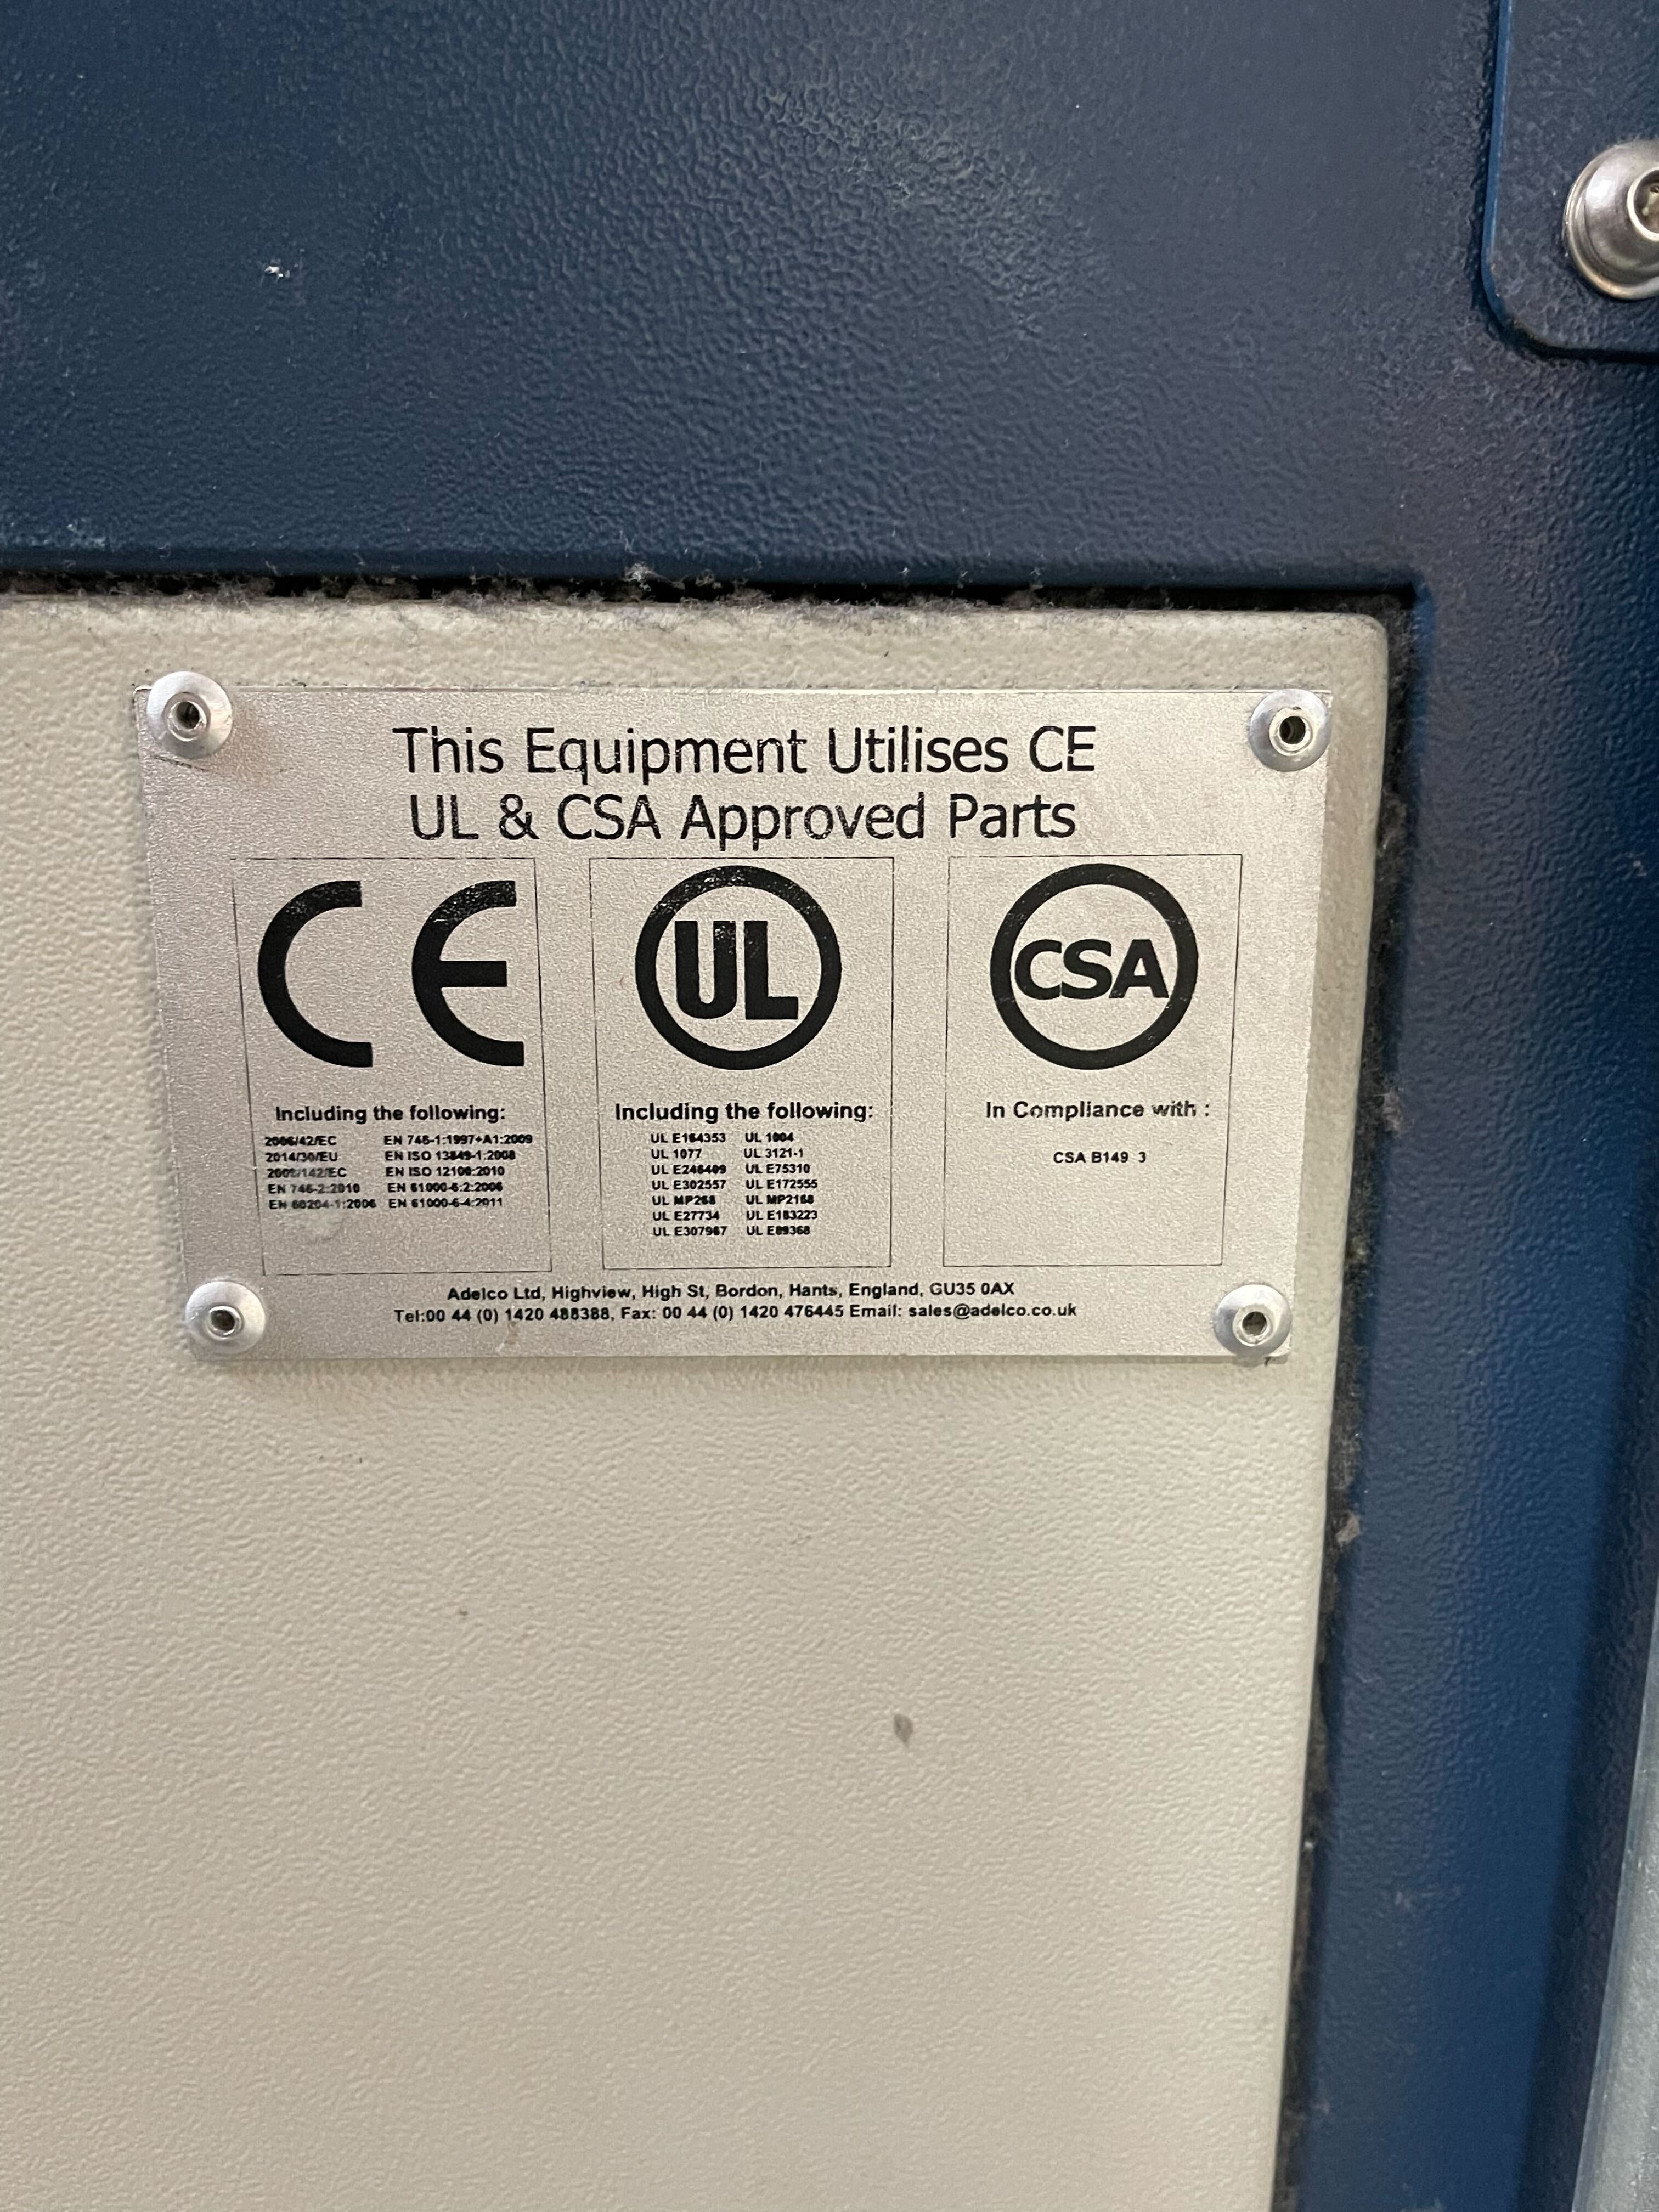 This Equipment Utilises CE
UL & CSA Approved Parts
CE
UL
CSA
Including the following:
2006/42/EC EN 746-1:1997+A1:2009
2014/30/EU EN ISO 13849-1:2008
2009/142/EC EN ISO 12100:2010
EN 746-2:2010 EN 61000-6-2:2006
EN 60204-1:2006 EN 61000-6-4:2011
Including the following:
UL E164353 UL 1004
UL 1077 UL 3121-1
UL E246409 UL E75310
UL E302557 UL E172555
UL MP268 UL MP2168
UL E27734 UL E183223
UL E307967 UL E89368
In Compliance with :
CSA B149 3
Adelco Ltd, Highview, High St, Bordon, Hants, England, GU35 0AX
Tel:00 44 (0) 1420 488388, Fax: 00 44 (0) 1420 476445 Email: sales@adelco.co.uk